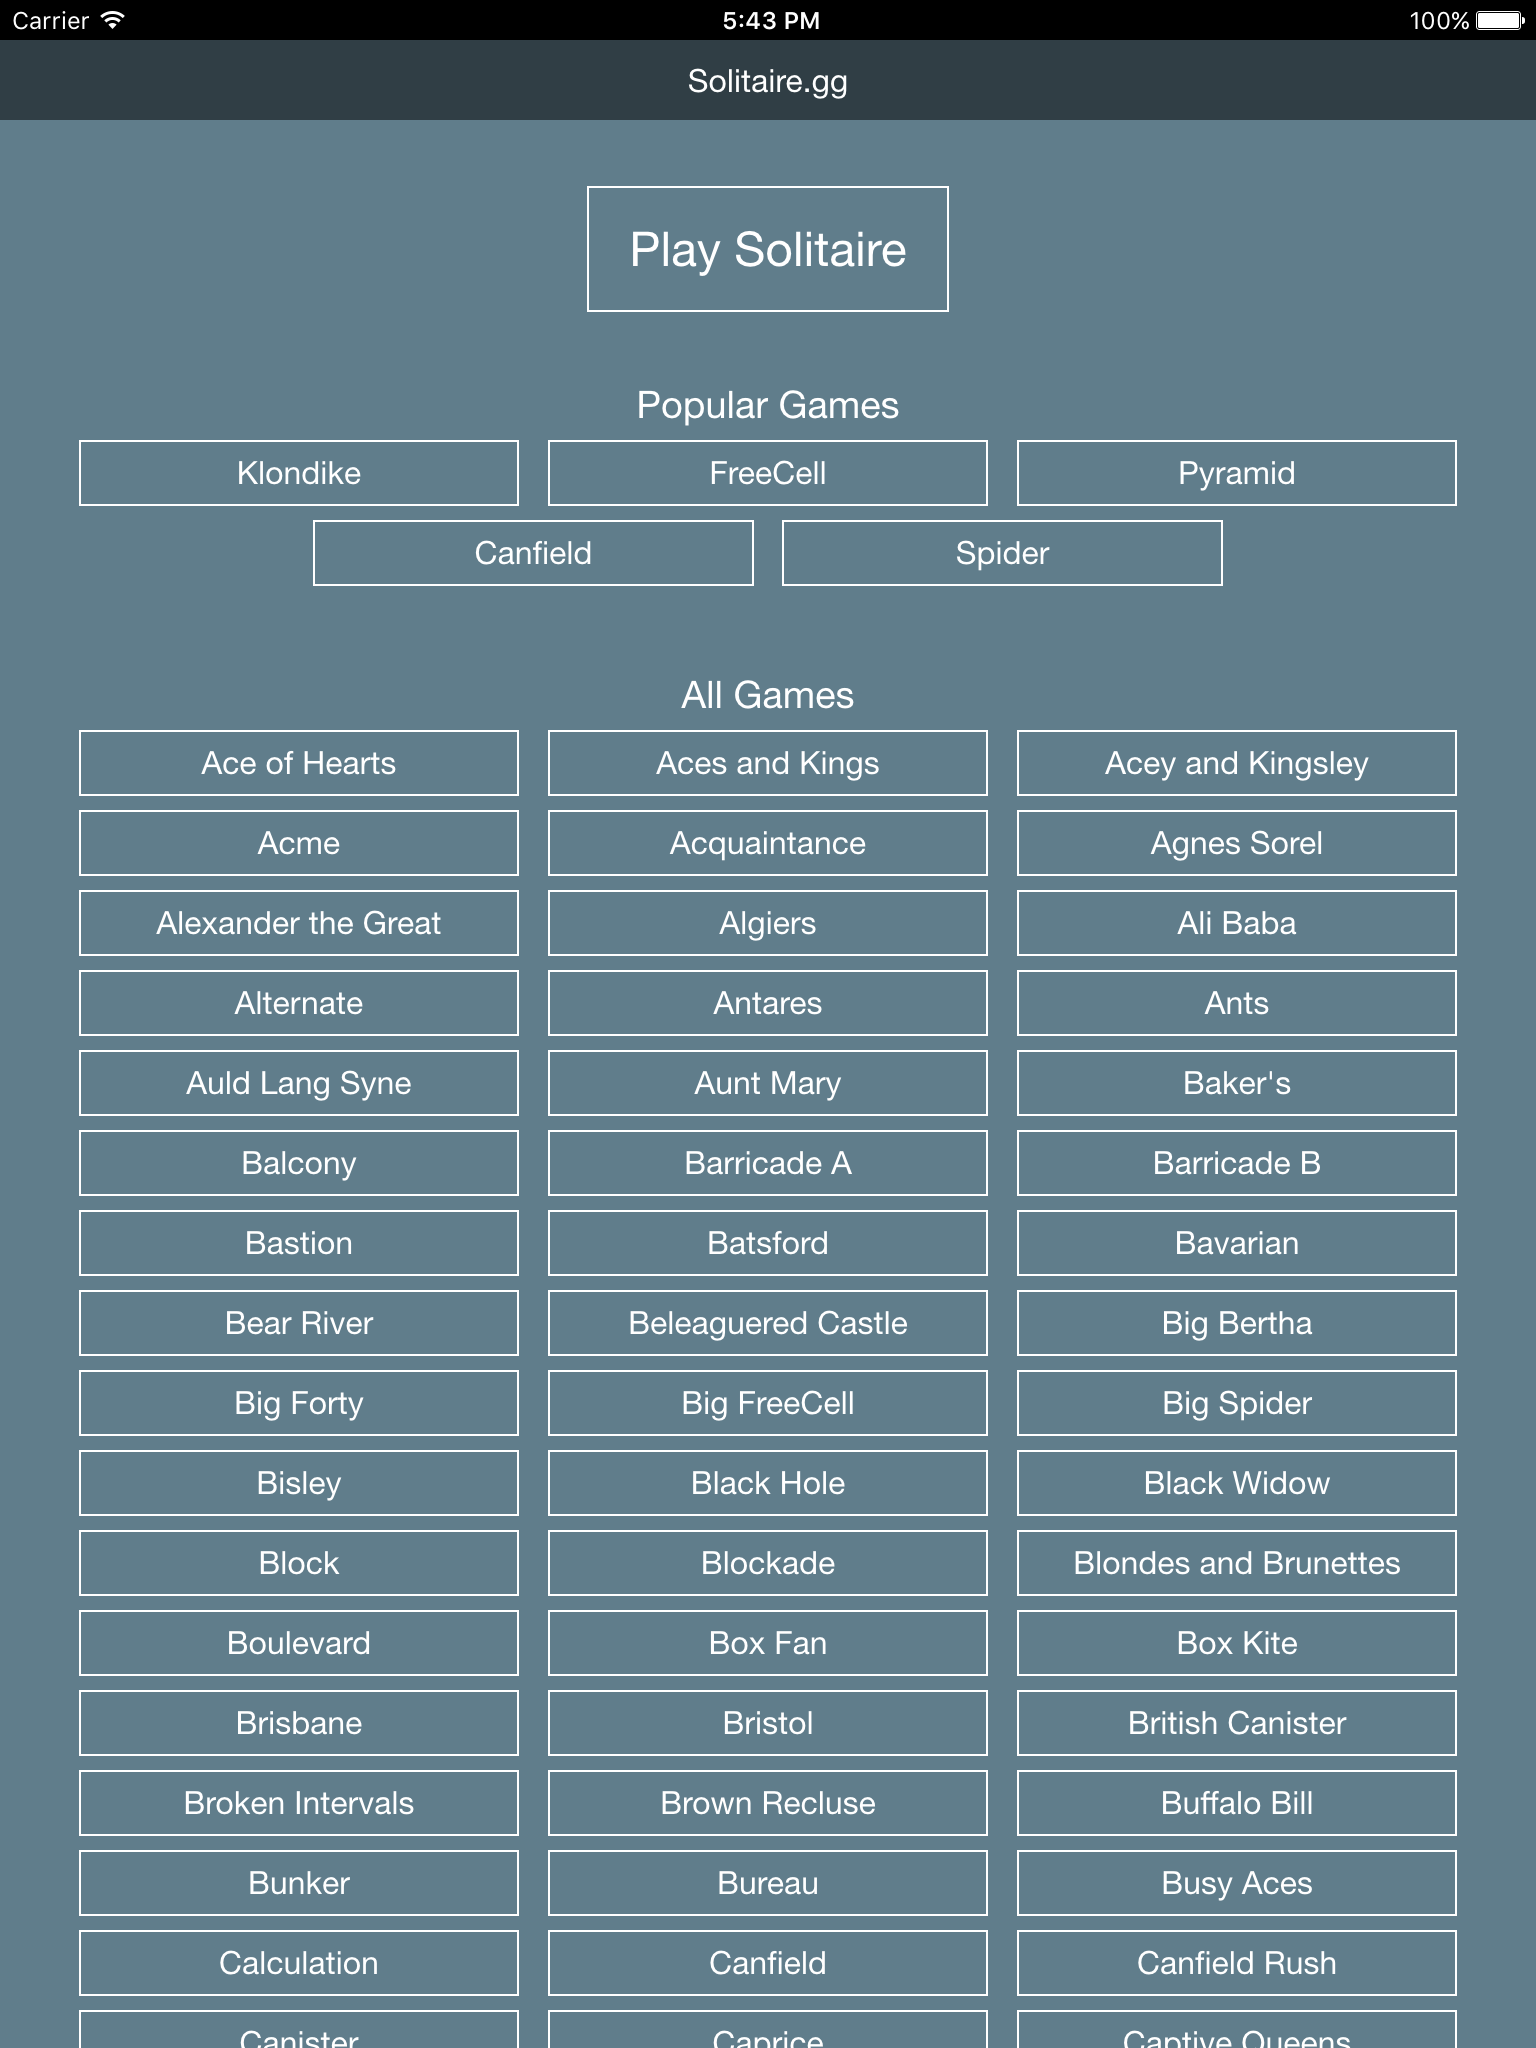 Carrier 5:43 PM 100%
Solitaire.gg
Play Solitaire
Popular Games
Klondike FreeCell Pyramid
Canfield Spider
All Games
Ace of Hearts Aces and Kings Acey and Kingsley
Acme Acquaintance Agnes Sorel
Alexander the Great Algiers Ali Baba
Alternate Antares Ants
Auld Lang Syne Aunt Mary Baker's
Balcony Barricade A Barricade B
Bastion Batsford Bavarian
Bear River Beleaguered Castle Big Bertha
Big Forty Big FreeCell Big Spider
Bisley Black Hole Black Widow
Block Blockade Blondes and Brunettes
Boulevard Box Fan Box Kite
Brisbane Bristol British Canister
Broken Intervals Brown Recluse Buffalo Bill
Bunker Bureau Busy Aces
Calculation Canfield Canfield Rush
Canister Caprice Captive Queens